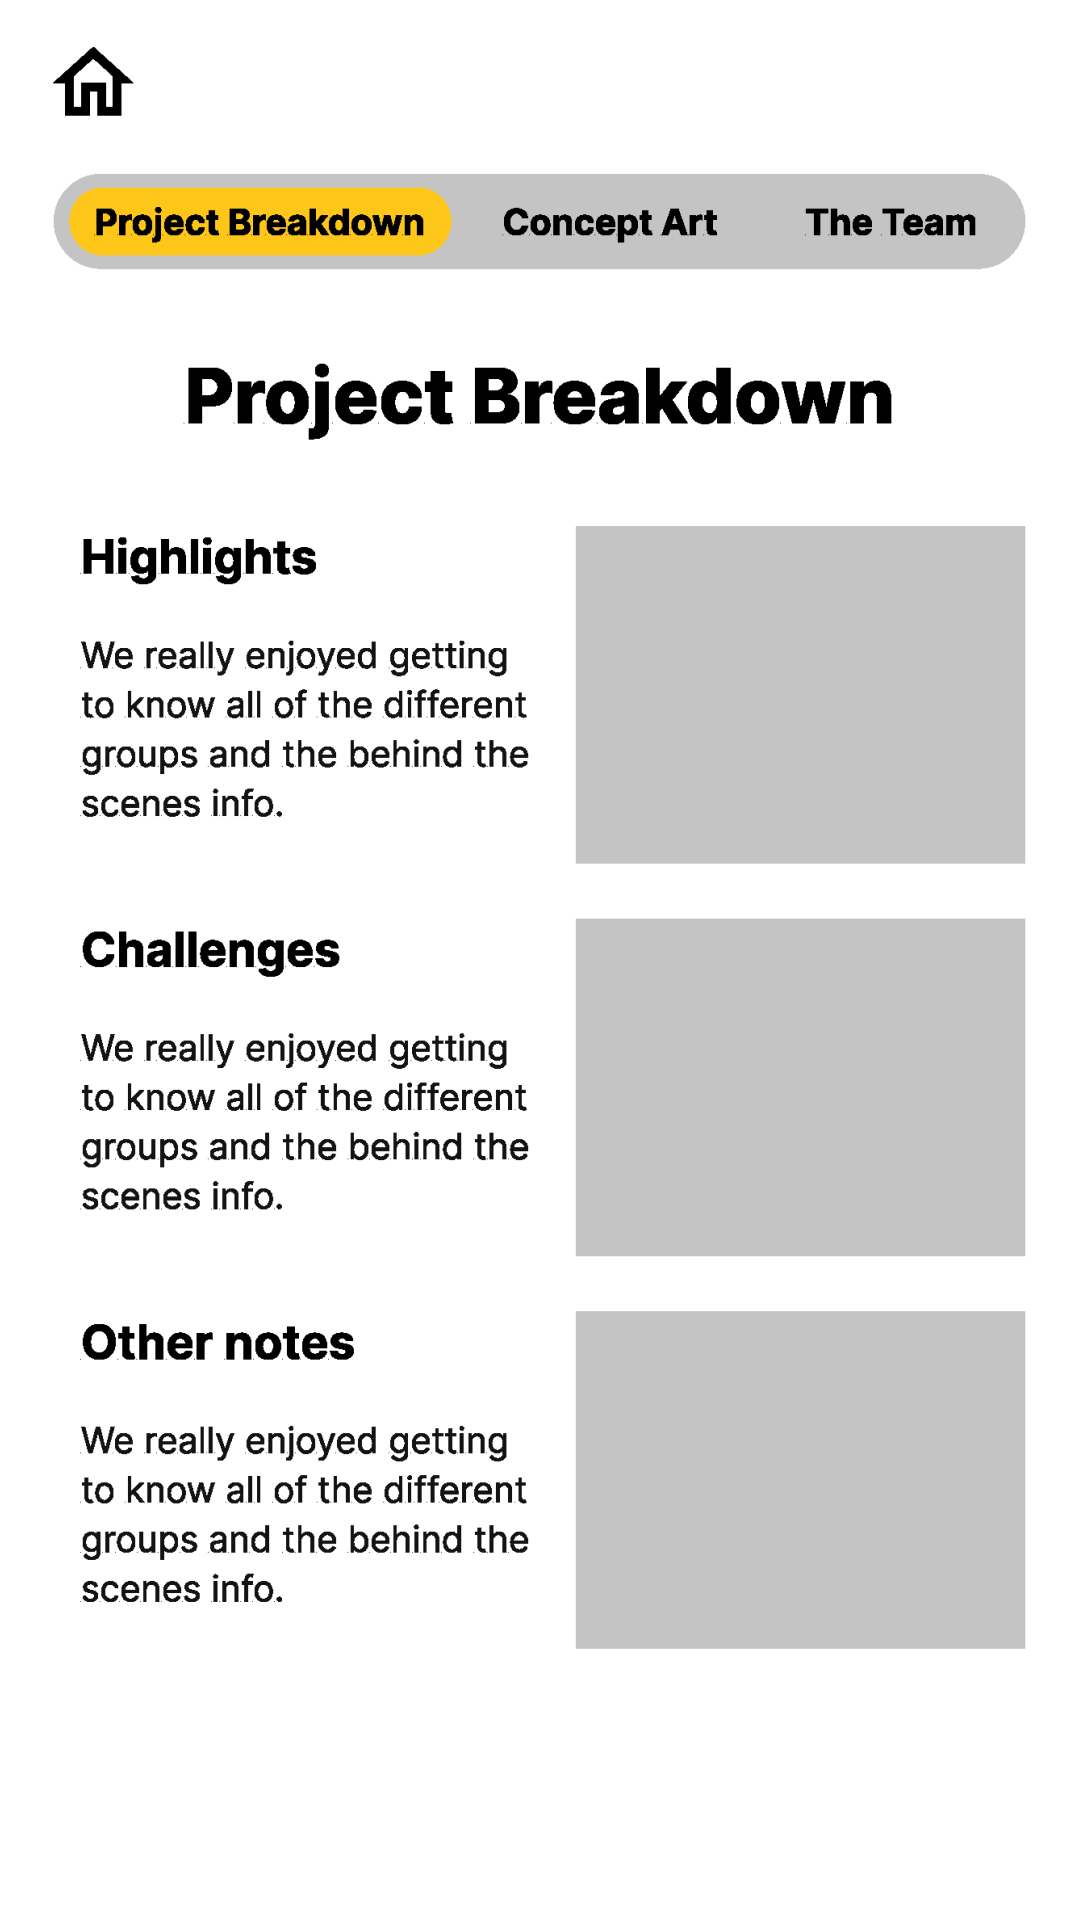 Project Breakdown Concept Art The Team
Project Breakdown
Highlights
We really enjoyed getting
to know all of the different
groups and the behind the
scenes info.
Challenges
We really enjoyed getting
to know all of the different
groups and the behind the
scenes info.
Other notes
We really enjoyed getting
to know all of the different
groups and the behind the
scenes info.